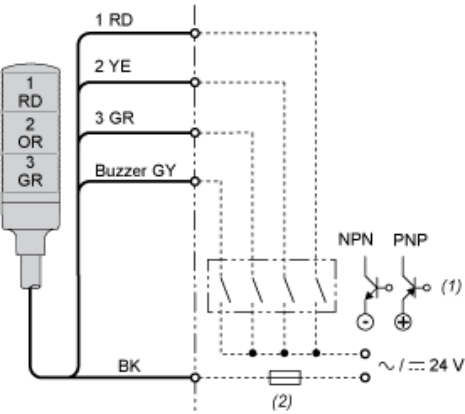 1 RD
2 YE
3 GR
Buzzer GY
1
RD
2
OR
3
GR
NPN PNP
(1)
BK
~ / ⎓ 24 V
(2)